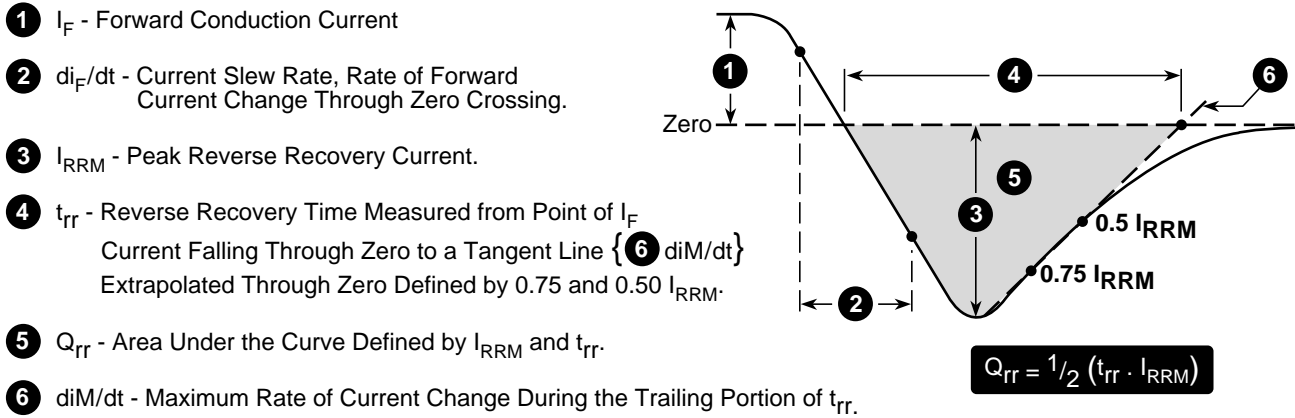 1 I_F - Forward Conduction Current
2 di_F/dt - Current Slew Rate, Rate of Forward
Current Change Through Zero Crossing.
3 I_RRM - Peak Reverse Recovery Current.
4 t_rr - Reverse Recovery Time Measured from Point of I_F
Current Falling Through Zero to a Tangent Line {6 diM/dt}
Extrapolated Through Zero Defined by 0.75 and 0.50 I_RRM.
5 Q_rr - Area Under the Curve Defined by I_RRM and t_rr.
6 diM/dt - Maximum Rate of Current Change During the Trailing Portion of t_rr.
1
4
6
Zero
5
3
0.5 I_RRM
0.75 I_RRM
2
Q_rr = 1/2 (t_rr . I_RRM)